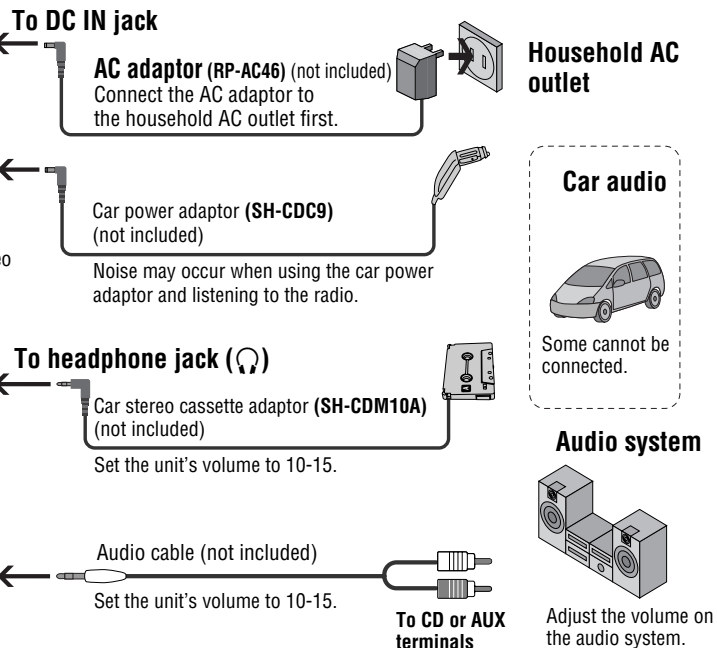 To DC IN jack
AC adaptor (RP-AC46) (not included)
Connect the AC adaptor to
the household AC outlet first.
Household AC
outlet
Car power adaptor (SH-CDC9)
(not included)
Noise may occur when using the car power
adaptor and listening to the radio.
Car audio
Some cannot be
connected.
To headphone jack ( )
Car stereo cassette adaptor (SH-CDM10A)
(not included)
Set the unit's volume to 10-15.
Audio cable (not included)
Set the unit's volume to 10-15.
To CD or AUX
terminals
Audio system
Adjust the volume on
the audio system.